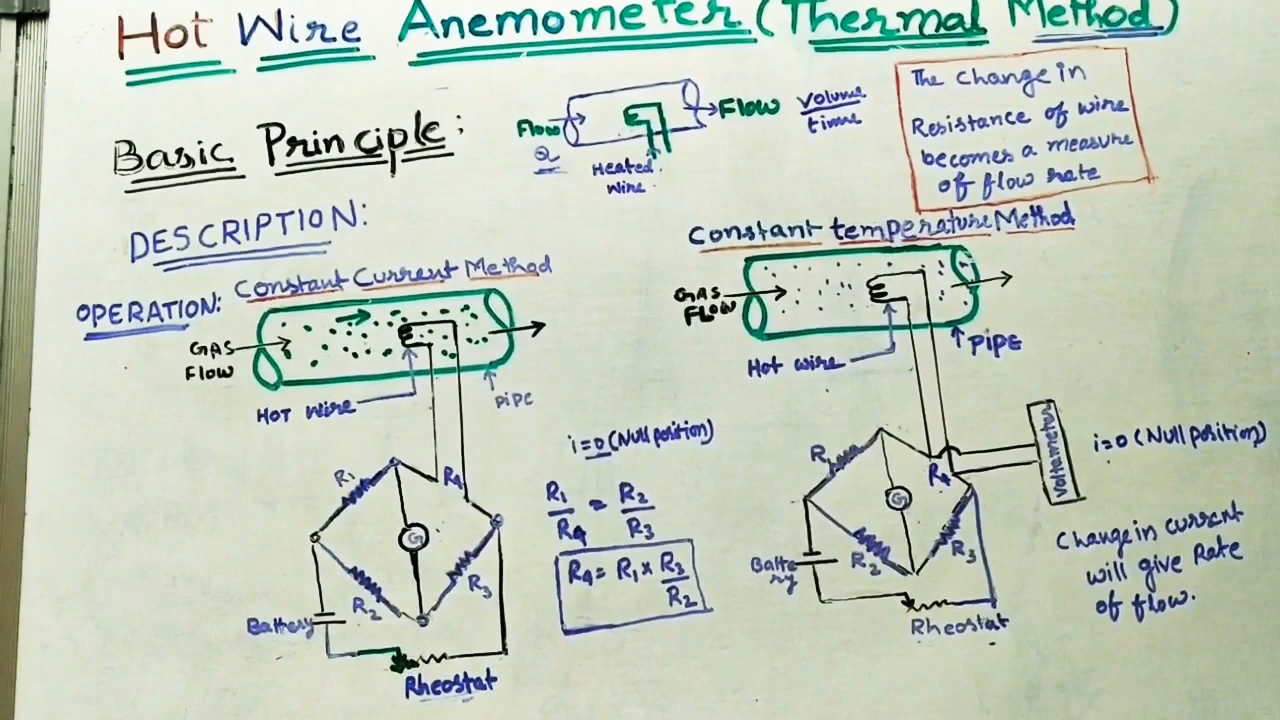 Hot Wire Anemometer (Thermal Method)
Basic Principle:
Flow
Q
Heated
Wire
Flow
Volume
time
The Change in
Resistance of wire
becomes a measure
of flow rate
DESCRIPTION:
OPERATION:
Constant Current Method
GAS
Flow
HOT Wire
PiPE
R1
R4
G
R2
R3
Battery
Rheostat
i=0 (Null position)
R1/R4 = R2/R3
R4 = R1 × R3/R2
Constant temperature Method
GAS
FLOW
Hot wire
PiPE
R1
R4
G
R2
R3
Batte
ry
Rheostat
Voltameter
i=0 (Null position)
Change in current
will give Rate
of flow.